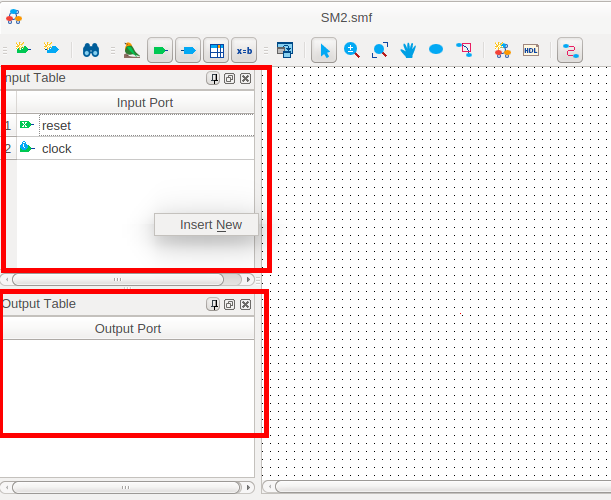 SM2.smf
x=b
HDL
Input Table
Input Port
1
reset
2
clock
Insert New
Output Table
Output Port